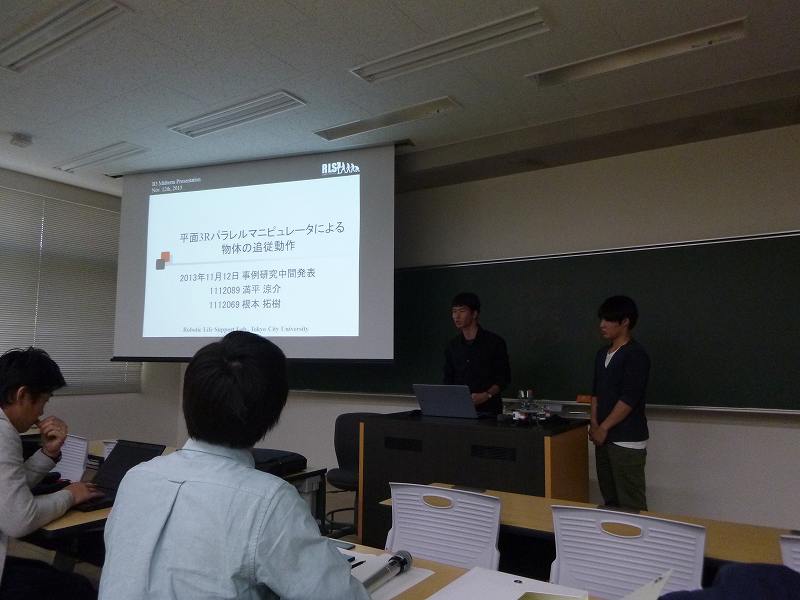 B3 Midterm Presentation
Nov. 12th, 2013
RLS
平面3Rパラレルマニピュレータによる
物体の追従動作
2013年11月12日 事例研究中間発表
1112089 満平 涼介
1112069 根本 拓樹
Robotic Life Support Lab., Tokyo City University